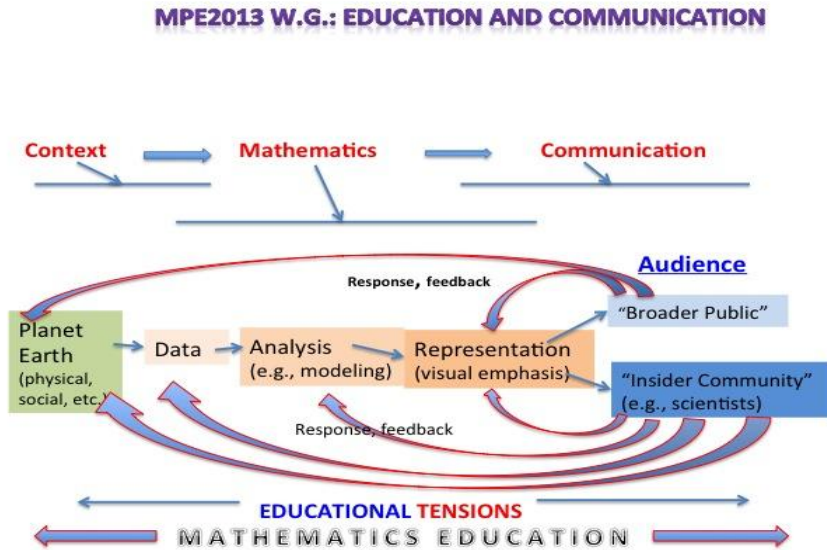 MPE2013 W.G.: EDUCATION AND COMMUNICATION
Context
Mathematics
Communication
Audience
Response, feedback
"Broader Public"
Planet
Earth
(physical,
social, etc.)
Data
Analysis
(e.g., modeling)
Representation
(visual emphasis)
"Insider Community"
(e.g., scientists)
Response, feedback
EDUCATIONAL TENSIONS
MATHEMATICS EDUCATION